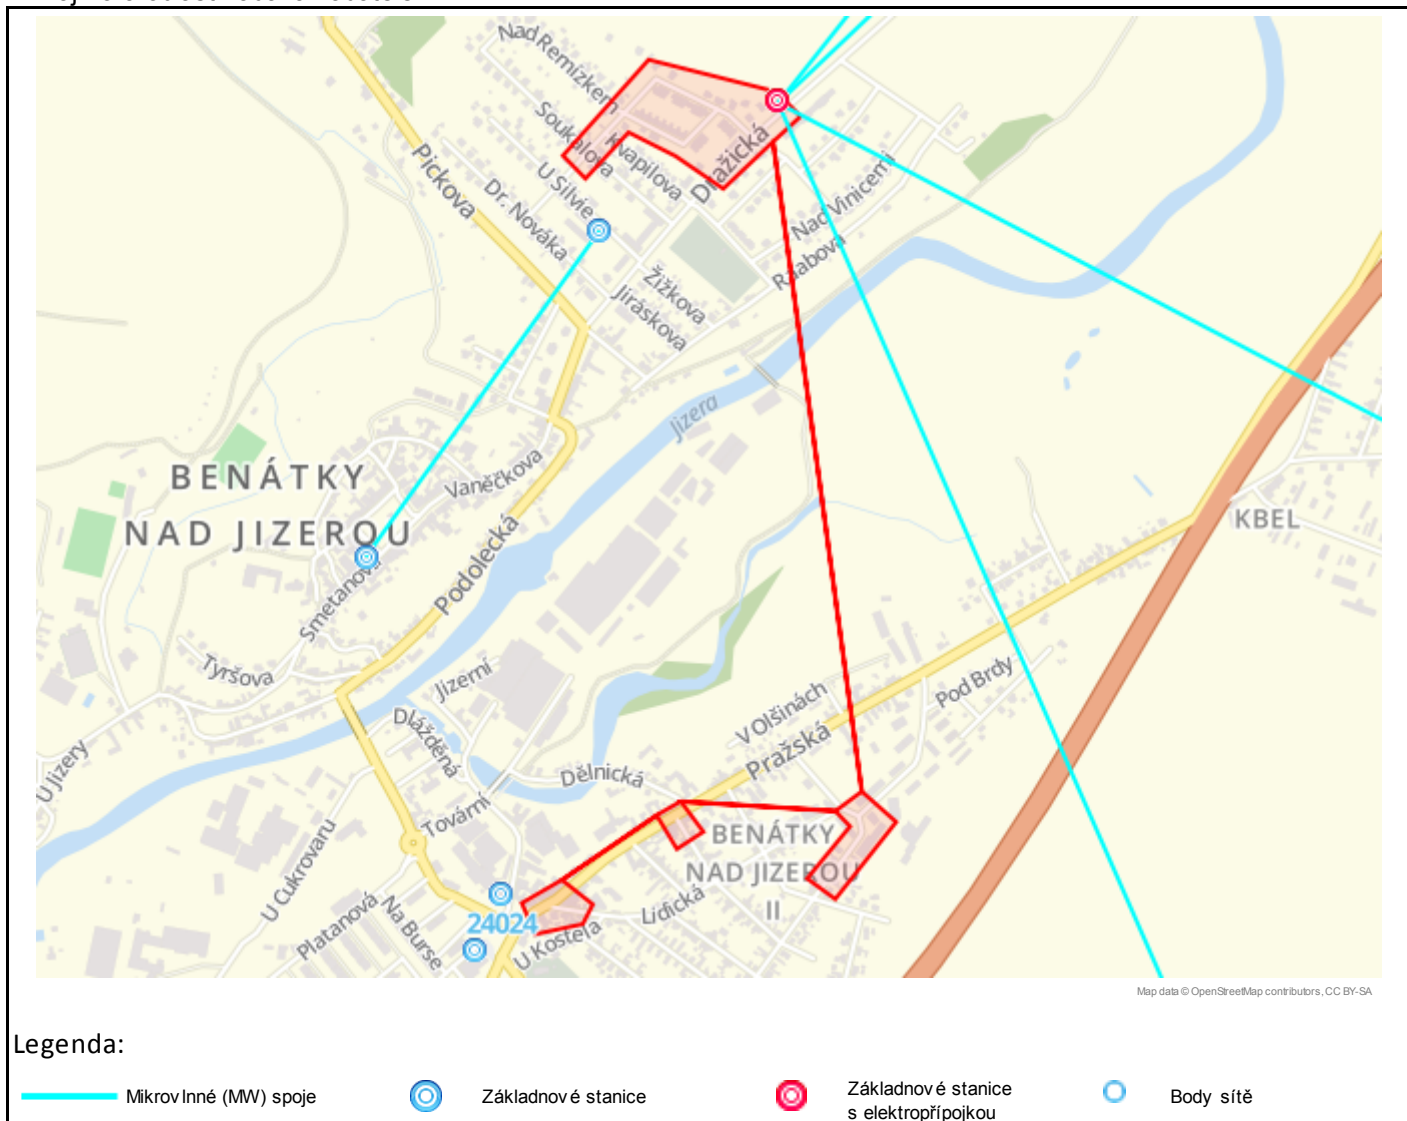 Nad Remízkem
Soukalova
Kvapilova
Dražická
U Silvie
Dr. Nováka
Pickova
Nad Vinicemi
Raabova
Žižkova
Jiráskova
Jizera
BENÁTKY
NAD JIZEROU
Vaněčkova
Podolecká
Smetanova
Tyršova
KBEL
Jizerní
Dlážděná
U Jizery
V Olšinách
Pod Brdy
Pražská
Dělnická
Tovární
U Cukrovaru
BENÁTKY
NAD JIZEROU
II
Platanová
Na Burse
24024
Lidická
U Kostela
Map data © OpenStreetMap contributors, CC BY-SA
Legenda:
Mikrovlnné (MW) spoje
Základnové stanice
Základnové stanice
s elektropřípojkou
Body sítě